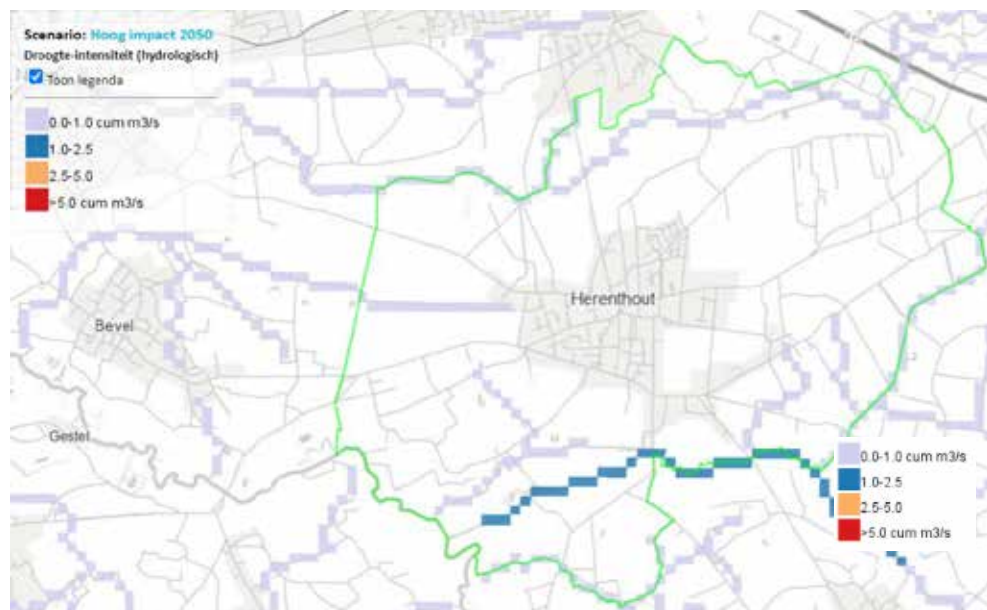 Scenario: Hoog impact 2050
Droogte-intensiteit (hydrologisch)
Toon legenda
0.0-1.0 cum m3/s
1.0-2.5
2.5-5.0
>5.0 cum m3/s
Herenthout
Bevel
Gestel
0.0-1.0 cum m3/s
1.0-2.5
2.5-5.0
>5.0 cum m3/s